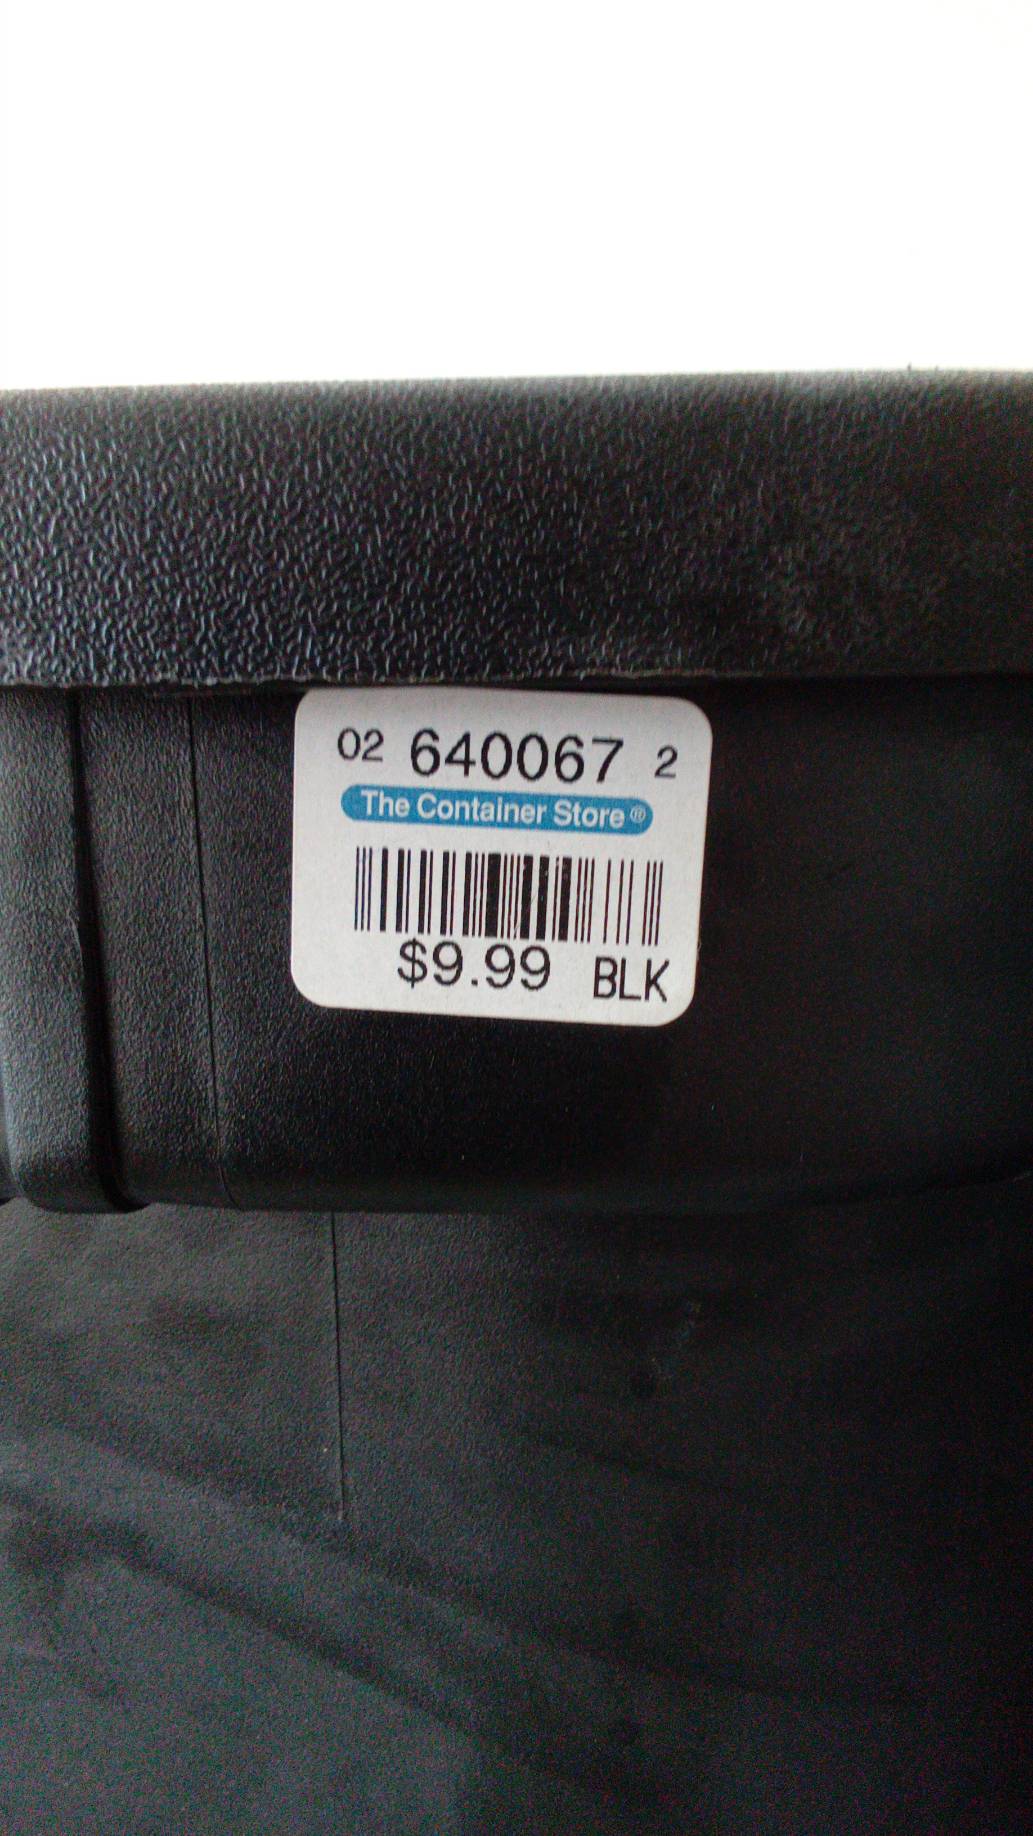 02 640067 2
The Container Store®
$9.99 BLK